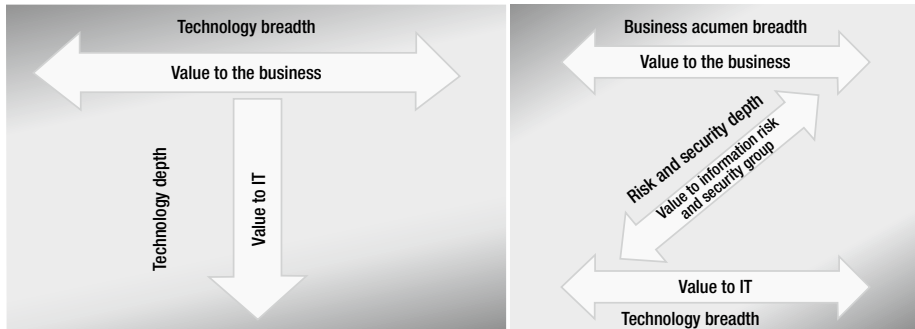 Technology breadth
Value to the business
Technology depth
Value to IT
Business acumen breadth
Value to the business
Risk and security depth
Value to information risk
and security group
Value to IT
Technology breadth